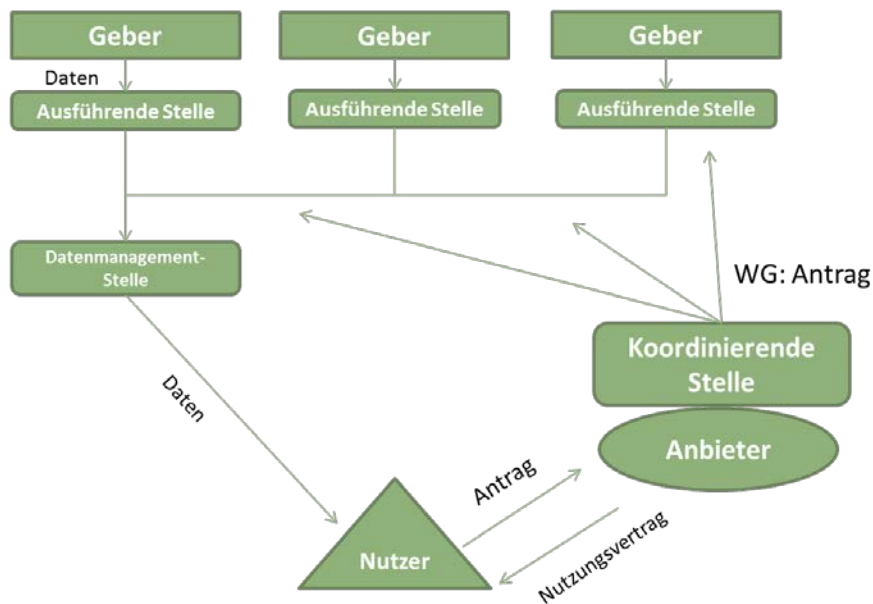 Geber
Geber
Geber
Daten
Ausführende Stelle
Ausführende Stelle
Ausführende Stelle
Datenmanagement-
Stelle
WG: Antrag
Koordinierende
Stelle
Daten
Anbieter
Antrag
Nutzer
Nutzungsvertrag